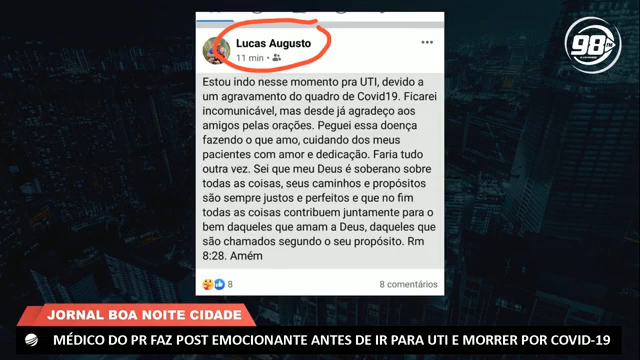 Lucas Augusto
11 min •
98 FM
Estou indo nesse momento pra UTI, devido a
um agravamento do quadro de Covid19. Ficarei
incomunicável, mas desde já agradeço aos
amigos pelas orações. Peguei essa doença
fazendo o que amo, cuidando dos meus
pacientes com amor e dedicação. Faria tudo
outra vez. Sei que meu Deus é soberano sobre
todas as coisas, seus caminhos e propósitos
são sempre justos e perfeitos e que no fim
todas as coisas contribuem juntamente para o
bem daqueles que amam a Deus, daqueles que
são chamados segundo o seu propósito. Rm
8:28. Amém
8
8 comentários
JORNAL BOA NOITE CIDADE
MÉDICO DO PR FAZ POST EMOCIONANTE ANTES DE IR PARA UTI E MORRER POR COVID-19